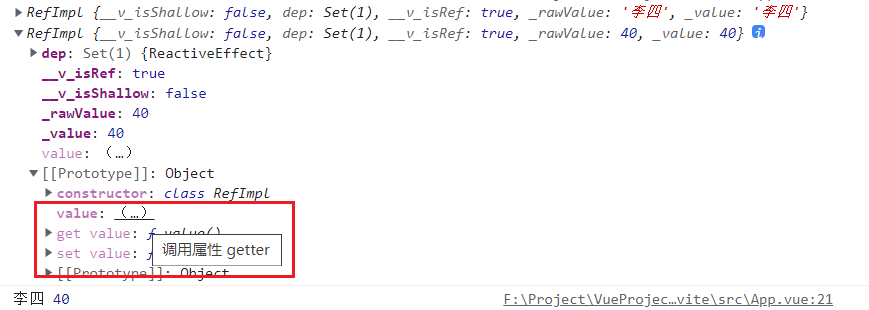 RefImpl {__v_isShallow: false, dep: Set(1), __v_isRef: true, _rawValue: '李四', _value: '李四'}
RefImpl {__v_isShallow: false, dep: Set(1), __v_isRef: true, _rawValue: 40, _value: 40}
dep: Set(1) {ReactiveEffect}
__v_isRef: true
__v_isShallow: false
_rawValue: 40
_value: 40
value: (…)
[[Prototype]]: Object
constructor: class RefImpl
value: (…)
get value: ƒ value()
set value: ƒ
调用属性 getter
[[Prototype]]: Object
李四 40 F:\Project\VueProjec…vite\src\App.vue:21